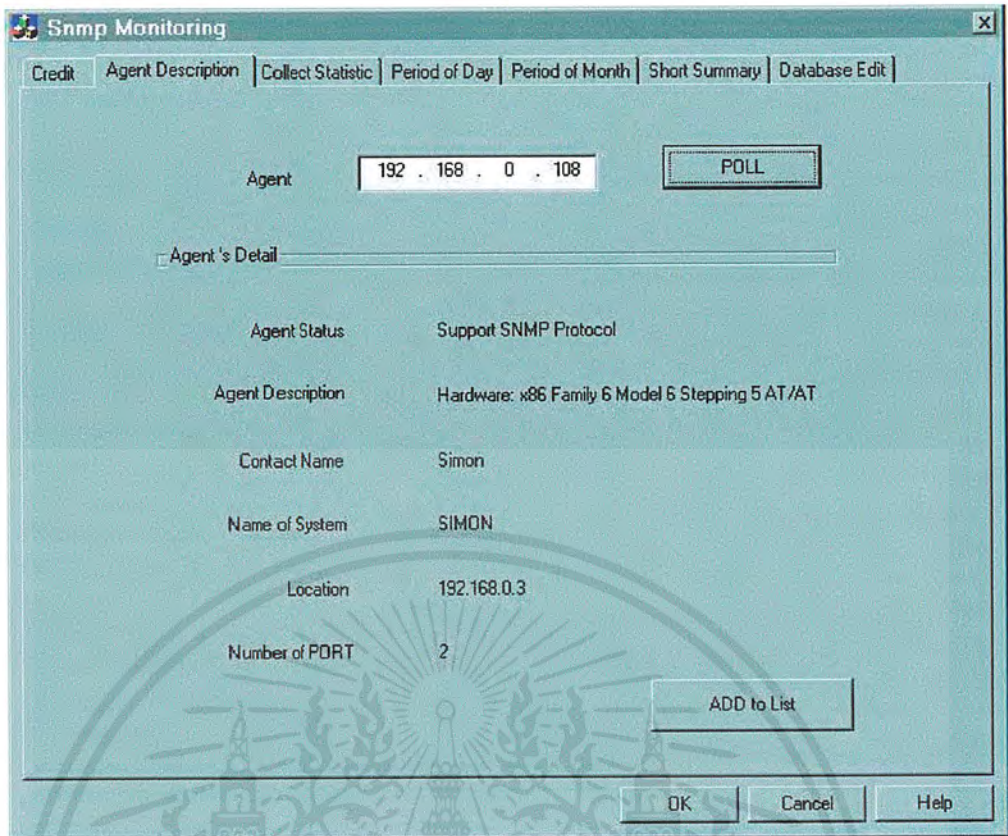 Snmp Monitoring
Credit Agent Description Collect Statistic Period of Day Period of Month Short Summary Database Edit
Agent 192 . 168 . 0 . 108 POLL
Agent 's Detail
Agent Status Support SNMP Protocol
Agent Description Hardware: x86 Family 6 Model 6 Stepping 5 AT/AT
Contact Name Simon
Name of System SIMON
Location 192.168.0.3
Number of PORT 2
ADD to List
OK Cancel Help